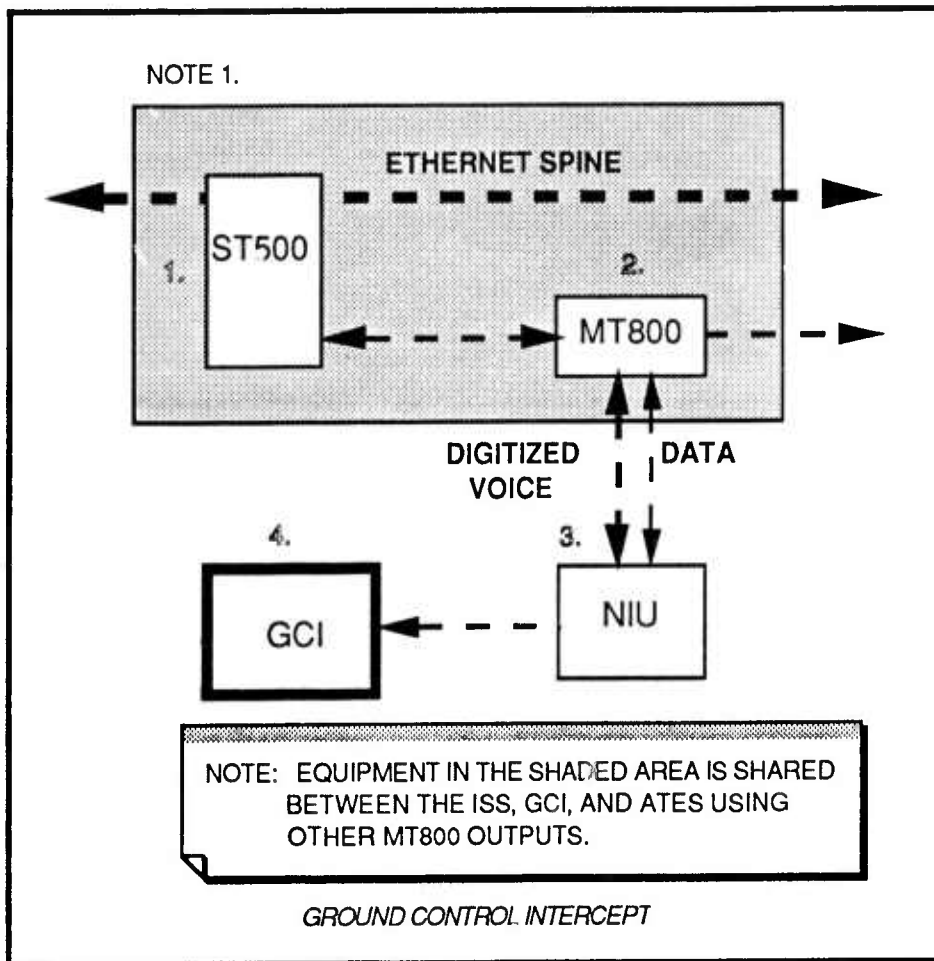 NOTE 1.
ETHERNET SPINE
ST500
1.
2.
MT800
DIGITIZED
VOICE
DATA
4.
3.
GCI
NIU
NOTE: EQUIPMENT IN THE SHADED AREA IS SHARED
BETWEEN THE ISS, GCI, AND ATES USING
OTHER MT800 OUTPUTS.
GROUND CONTROL INTERCEPT